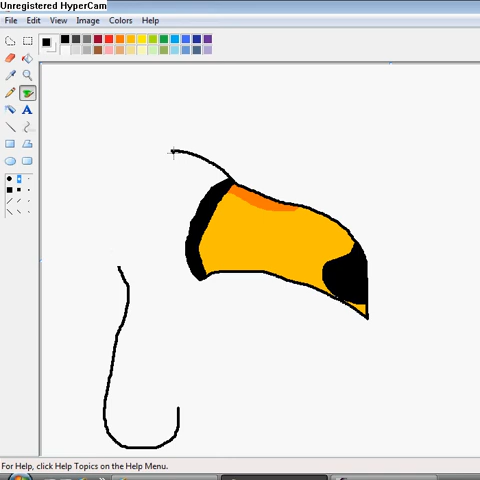 Unregistered HyperCam
File Edit View Image Colors Help
A
For Help, click Help Topics on the Help Menu.